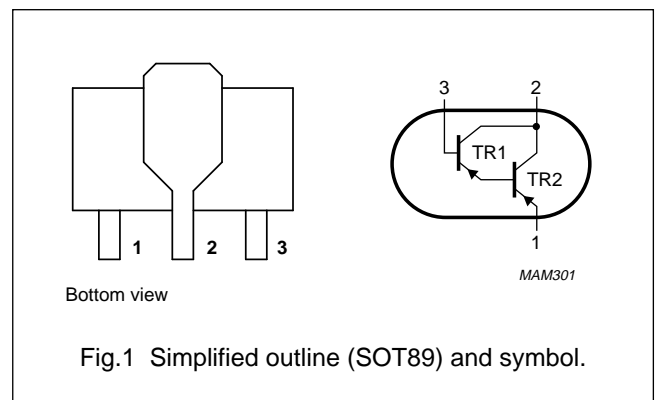 3 2
TR1
TR2
1 2 3
1
MAM301
Bottom view
Fig.1 Simplified outline (SOT89) and symbol.